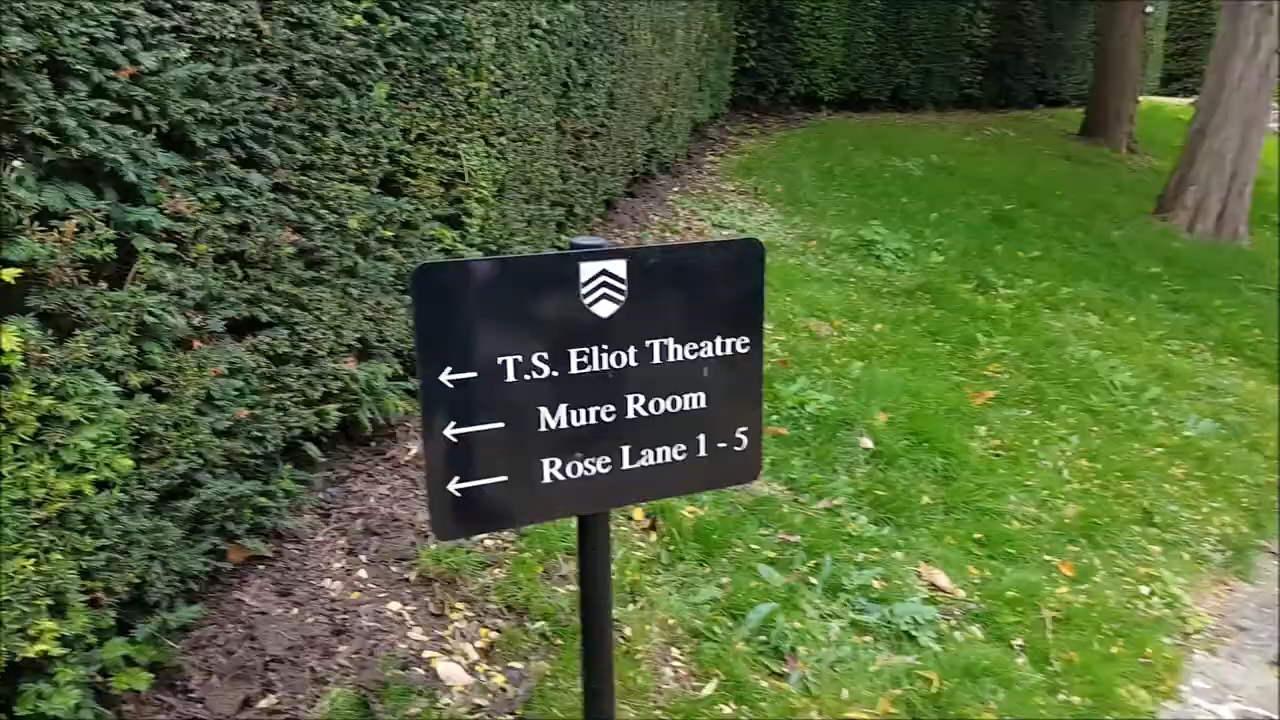 ← T.S. Eliot Theatre
← Mure Room
← Rose Lane 1 - 5